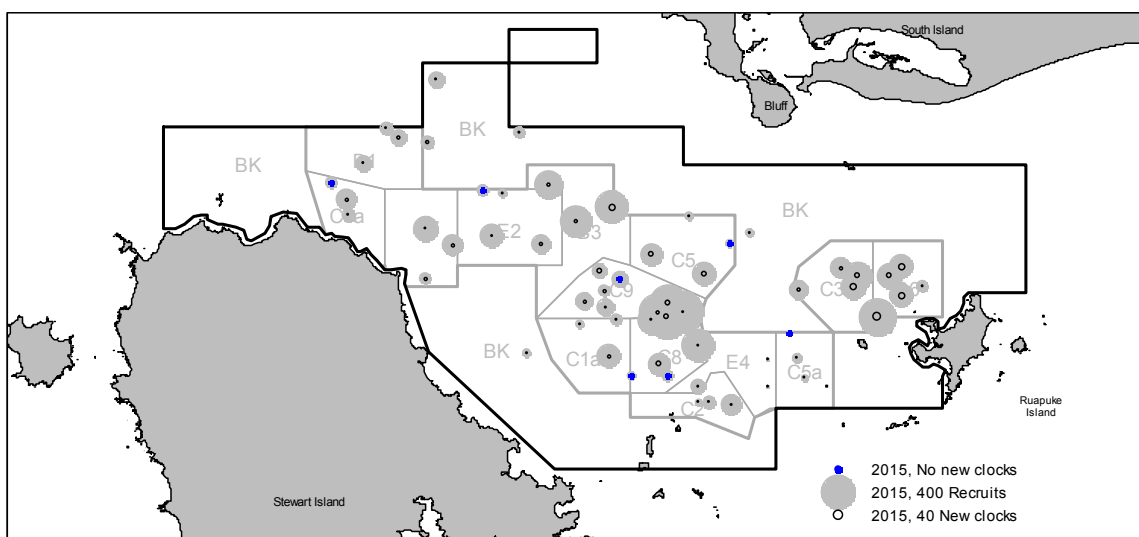 South Island
Bluff
BK
BK
BK
E2
C5
C3
C9
BK
C1a
C8
E4
C5a
C2
Ruapuke
Island
Stewart Island
2015, No new clocks
2015, 400 Recruits
2015, 40 New clocks